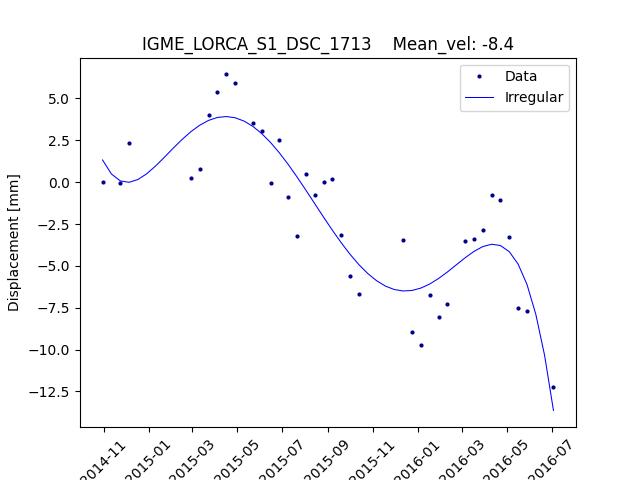 IGME_LORCA_S1_DSC_1713    Mean_vel: -8.4
Data
Irregular
Displacement [mm]
5.0
2.5
0.0
−2.5
−5.0
−7.5
−10.0
−12.5
2014-11 2015-01 2015-03 2015-05 2015-07 2015-09 2015-11 2016-01 2016-03 2016-05 2016-07